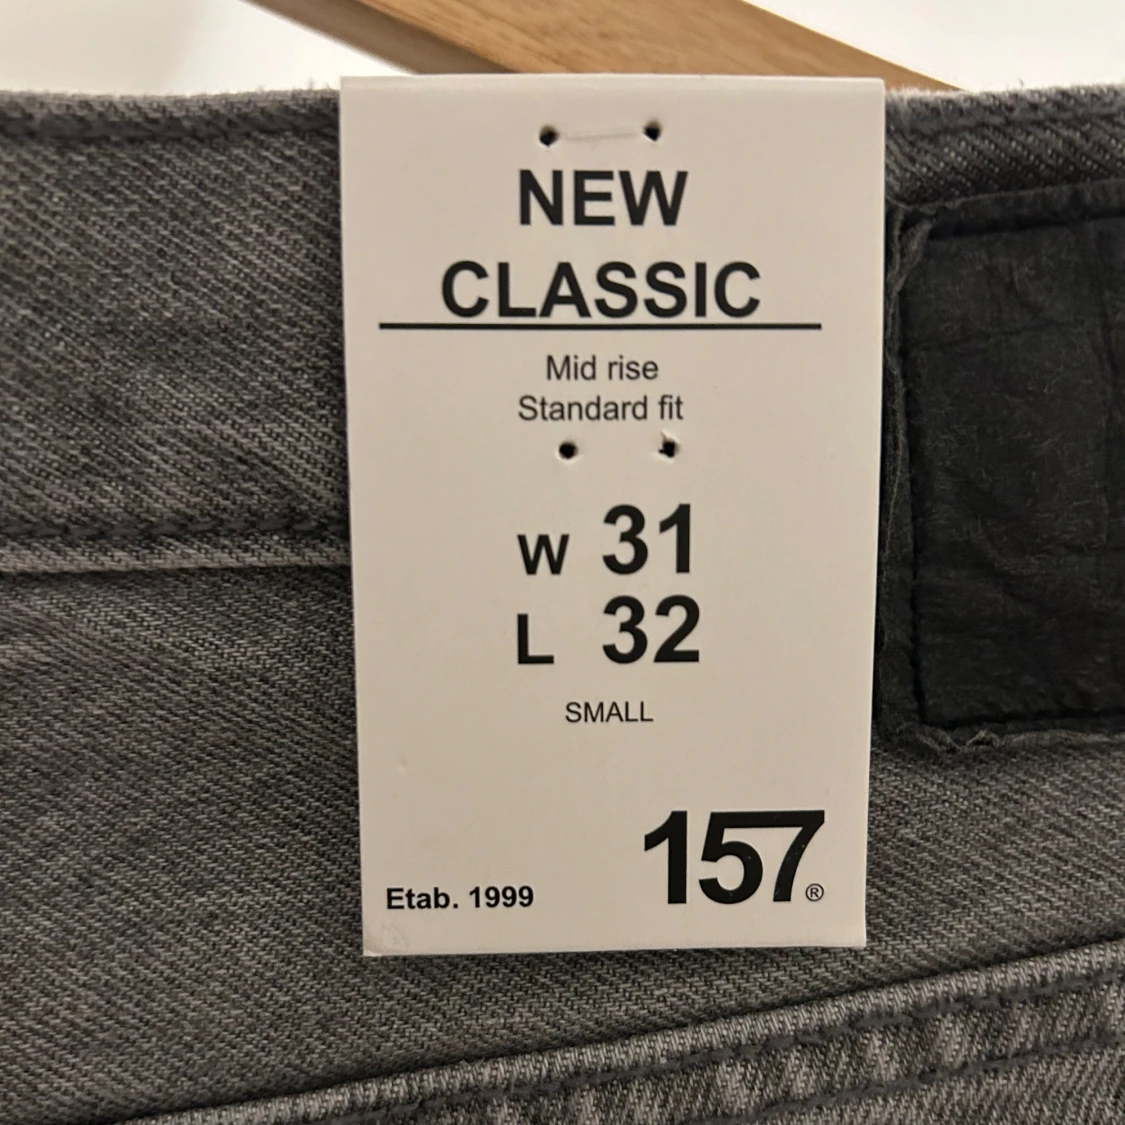 NEW
CLASSIC
Mid rise
Standard fit
W 31
L 32
SMALL
157®
Etab. 1999